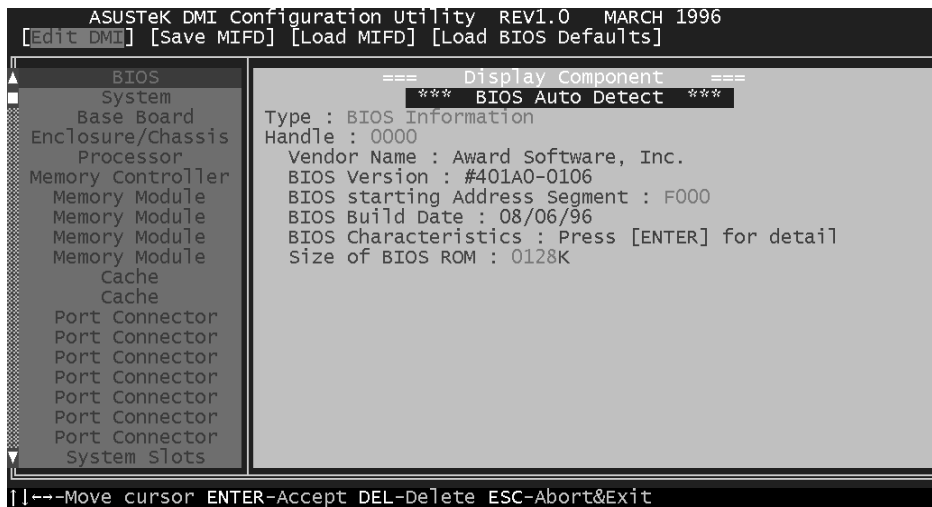 ASUSTeK DMI Configuration Utility REV1.0 MARCH 1996
[Edit DMI] [Save MIFD] [Load MIFD] [Load BIOS Defaults]
BIOS
System
Base Board
Enclosure/Chassis
Processor
Memory Controller
Memory Module
Memory Module
Memory Module
Memory Module
Cache
Cache
Port Connector
Port Connector
Port Connector
Port Connector
Port Connector
Port Connector
Port Connector
System Slots
=== Display Component ===
*** BIOS Auto Detect ***
Type : BIOS Information
Handle : 0000
Vendor Name : Award Software, Inc.
BIOS Version : #401A0-0106
BIOS starting Address Segment : F000
BIOS Build Date : 08/06/96
BIOS Characteristics : Press [ENTER] for detail
Size of BIOS ROM : 0128K
↑↓←→-Move cursor ENTER-Accept DEL-Delete ESC-Abort&Exit